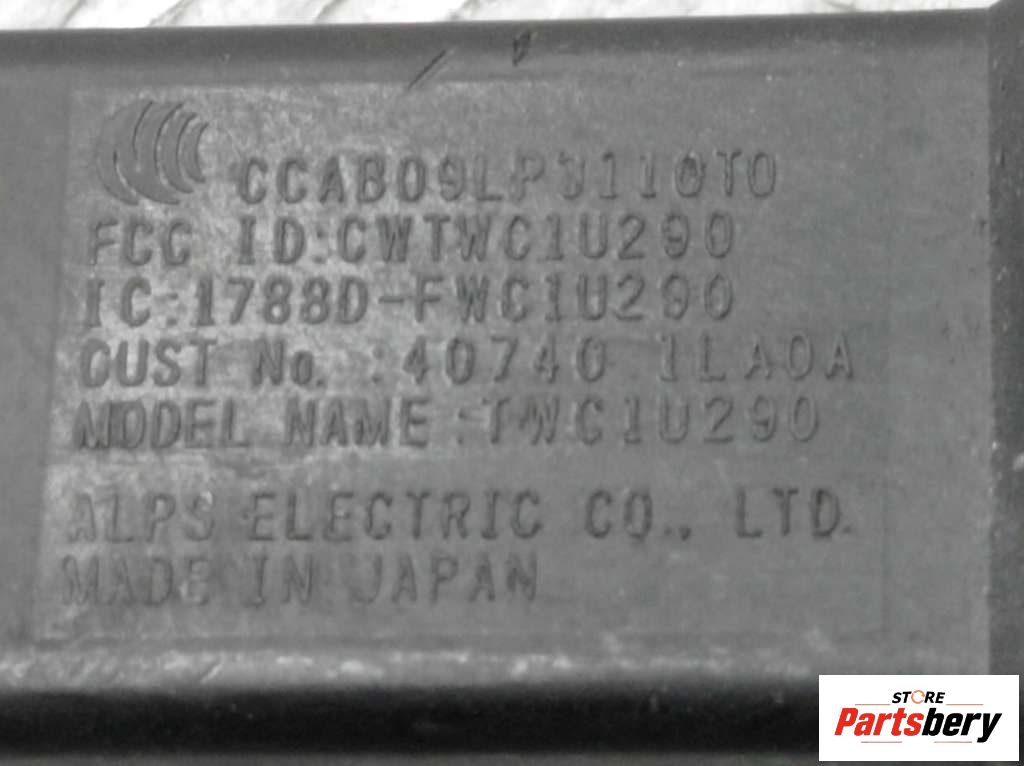 CCAB09LP3110T0
FCC ID:CWTWC1U290
IC:1788D-FWC1U290
CUST No. :40740 1LA0A
MODEL NAME:TWC1U290
ALPS ELECTRIC CO., LTD.
MADE IN JAPAN
STORE
Partsbery